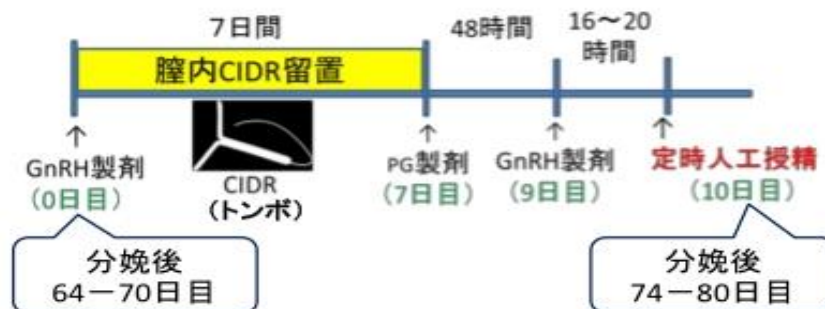 7日間
48時間
16～20
時間
膣内CIDR留置
GnRH製剤
(0日目)
CIDR
(トンボ)
PG製剤
(7日目)
GnRH製剤
(9日目)
定時人工授精
(10日目)
分娩後
64－70日目
分娩後
74－80日目